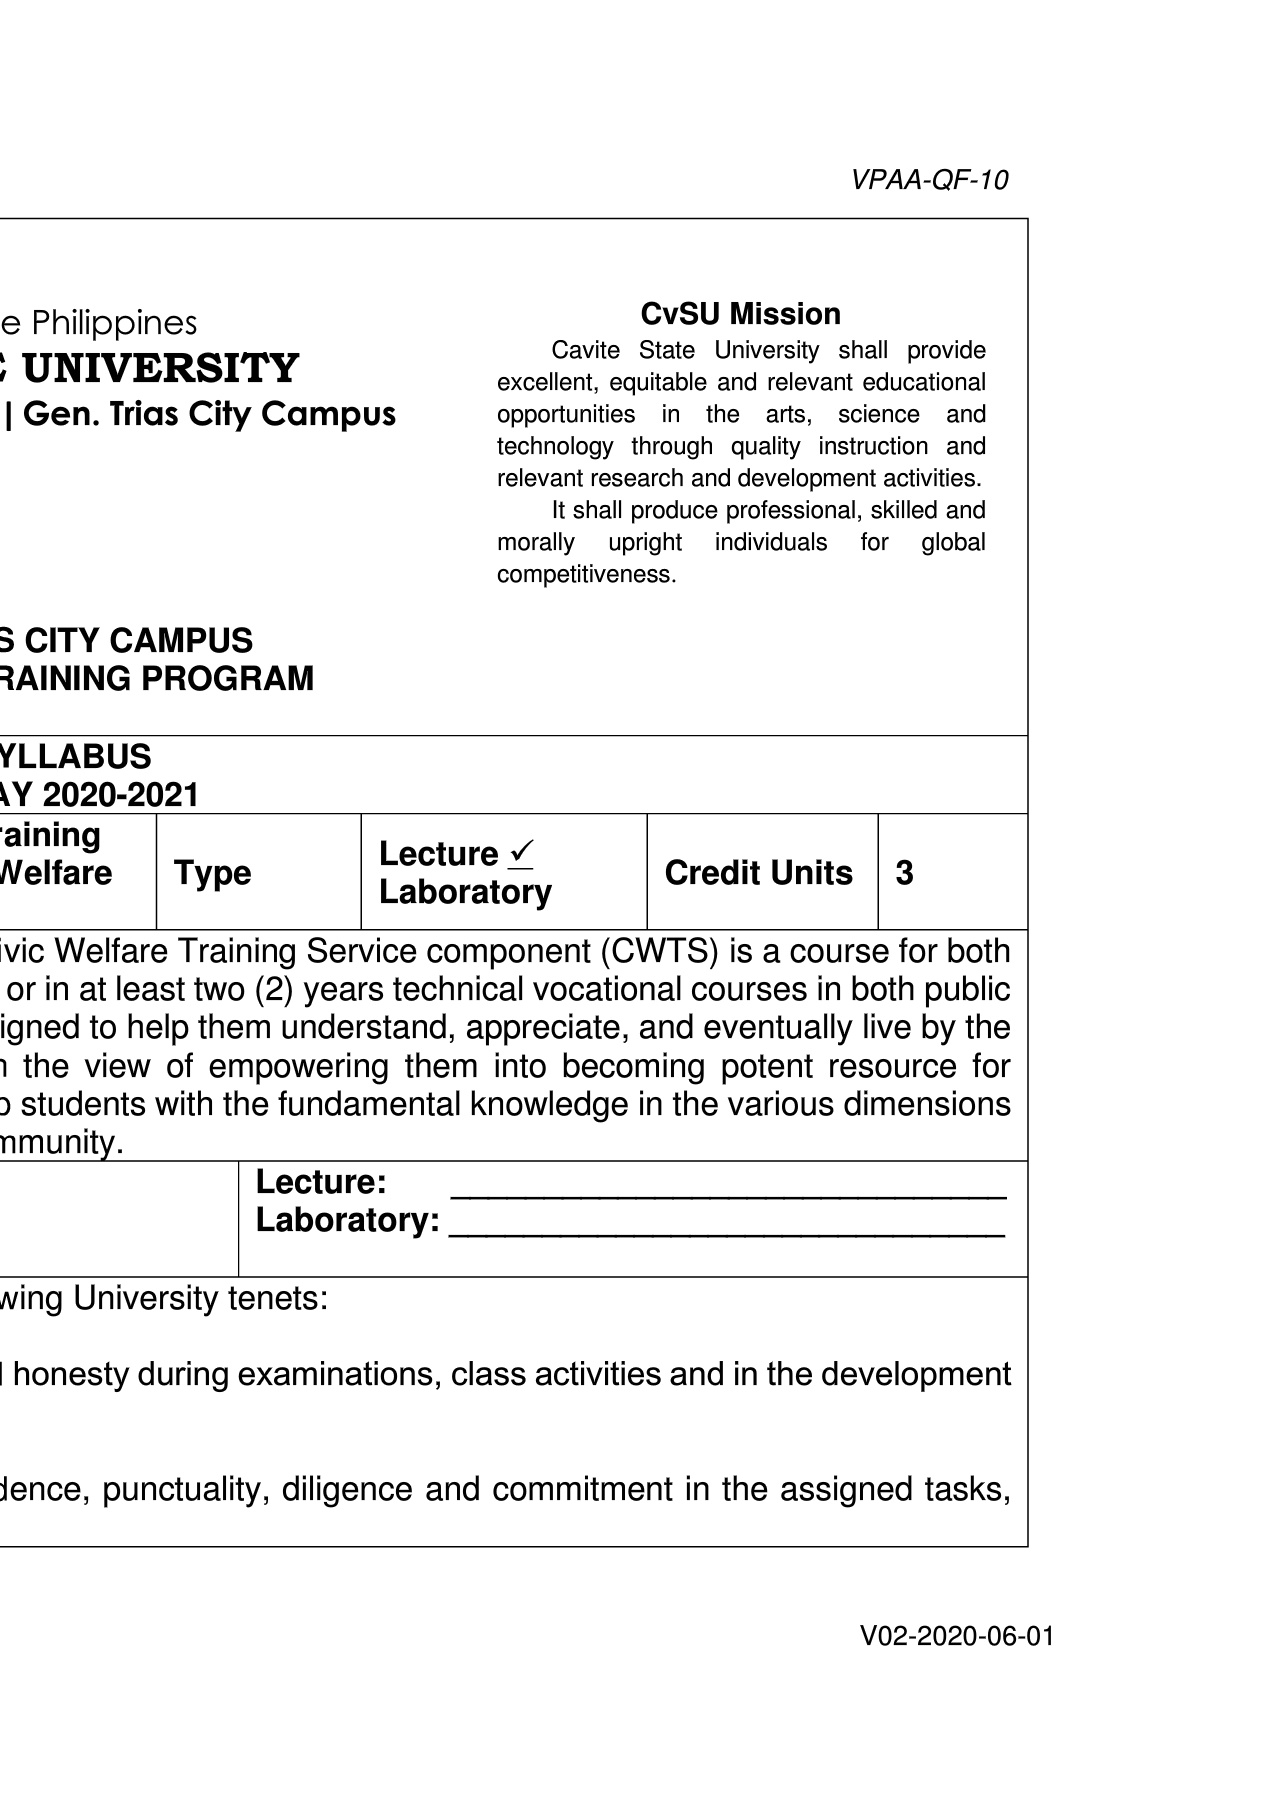 VPAA-QF-10
e Philippines
E UNIVERSITY
| Gen. Trias City Campus
CvSU Mission
Cavite State University shall provide
excellent, equitable and relevant educational
opportunities in the arts, science and
technology through quality instruction and
relevant research and development activities.
It shall produce professional, skilled and
morally upright individuals for global
competitiveness.
S CITY CAMPUS
RAINING PROGRAM
YLLABUS
AY 2020-2021
raining
Welfare
Type
Lecture ✓
Laboratory
Credit Units
3
ivic Welfare Training Service component (CWTS) is a course for both
or in at least two (2) years technical vocational courses in both public
igned to help them understand, appreciate, and eventually live by the
the view of empowering them into becoming potent resource for
students with the fundamental knowledge in the various dimensions
mmunity.
Lecture: ______________________________
Laboratory: ______________________________
wing University tenets:
honesty during examinations, class activities and in the development
dence, punctuality, diligence and commitment in the assigned tasks,
V02-2020-06-01